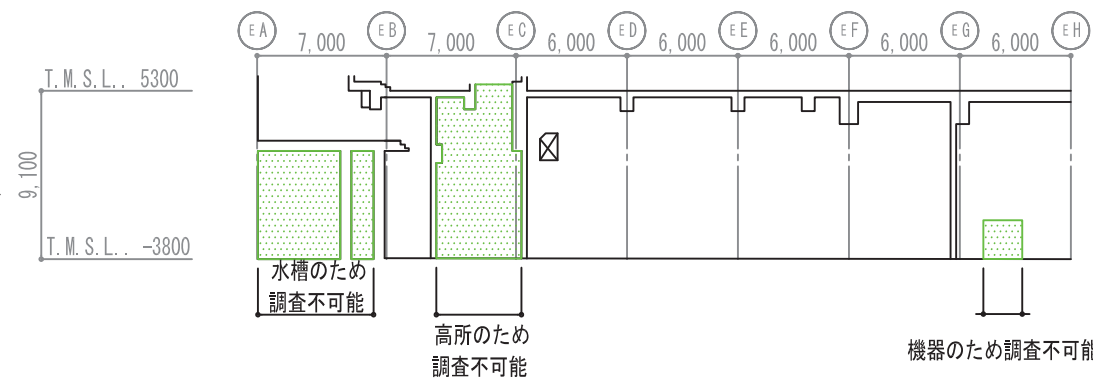 EA EB EC ED EE EF EG EH
7,000 7,000 6,000 6,000 6,000 6,000 6,000
T.M.S.L.. 5300
9,100
T.M.S.L.. -3800
水槽のため
調査不可能
高所のため
調査不可能
機器のため調査不可能